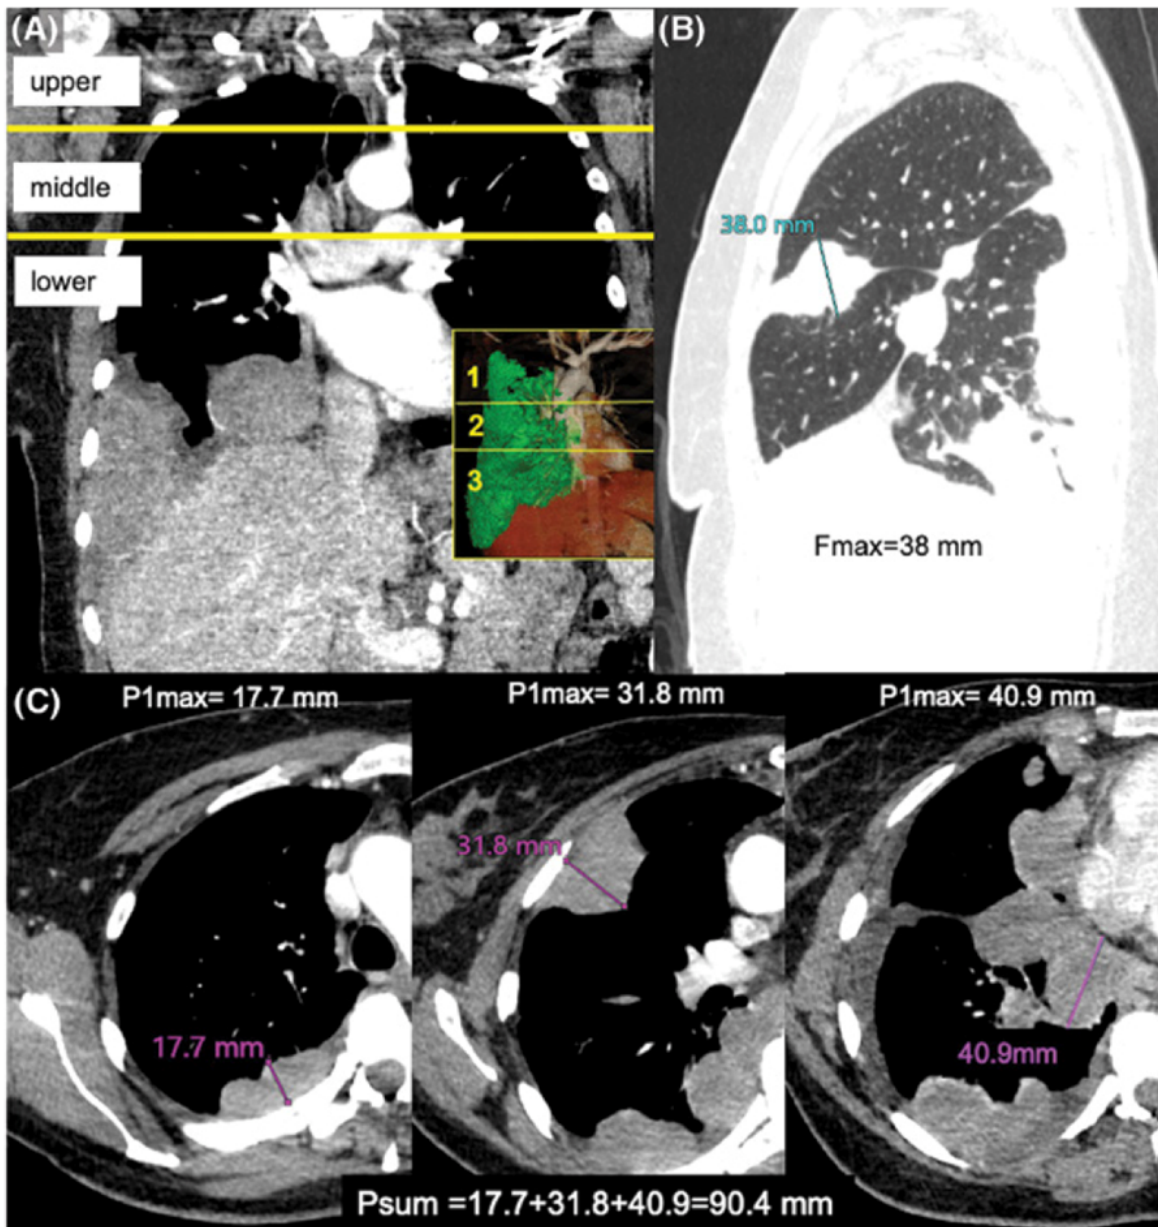 (A)
upper
middle
lower
1
2
3
(B)
38.0 mm
Fmax=38 mm
(C)
P1max= 17.7 mm
P1max= 31.8 mm
P1max= 40.9 mm
17.7 mm
31.8 mm
40.9mm
Psum =17.7+31.8+40.9=90.4 mm